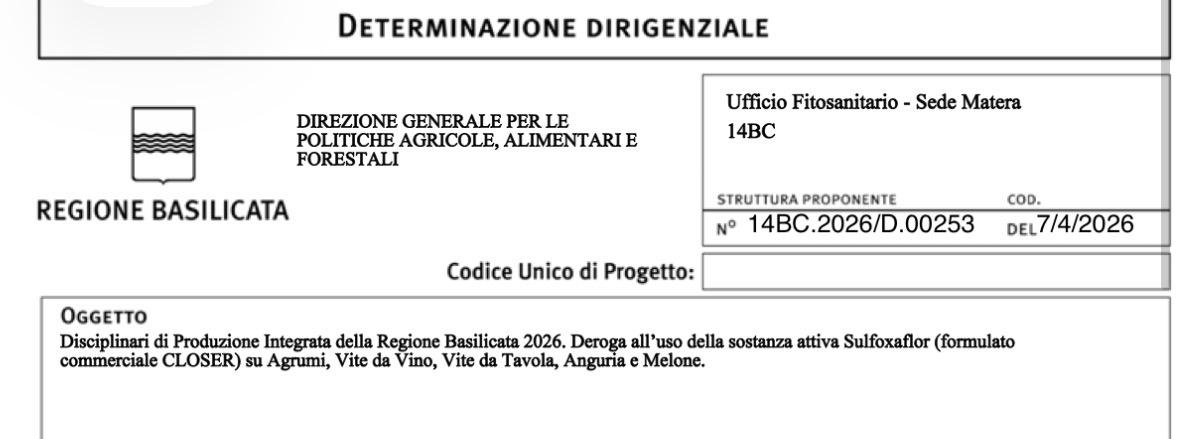 DETERMINAZIONE DIRIGENZIALE
DIREZIONE GENERALE PER LE
POLITICHE AGRICOLE, ALIMENTARI E
FORESTALI
REGIONE BASILICATA
Ufficio Fitosanitario - Sede Matera
14BC
STRUTTURA PROPONENTE COD.
N° 14BC.2026/D.00253 DEL 7/4/2026
Codice Unico di Progetto:
OGGETTO
Disciplinari di Produzione Integrata della Regione Basilicata 2026. Deroga all’uso della sostanza attiva Sulfoxaflor (formulato
commerciale CLOSER) su Agrumi, Vite da Vino, Vite da Tavola, Anguria e Melone.